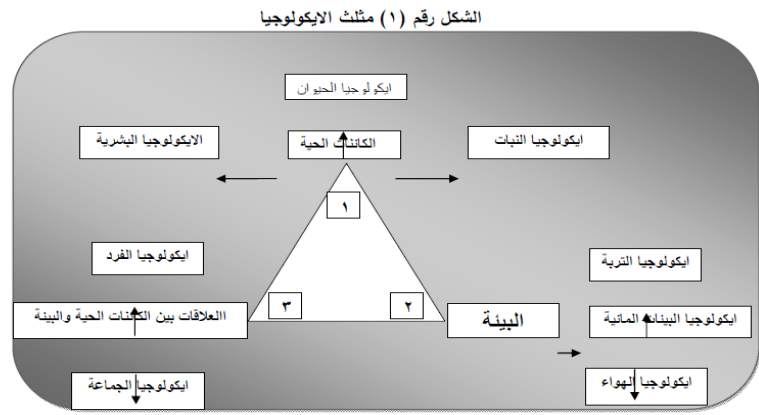 الشكل رقم (١) مثلث الايكولوجيا
ايكولوجيا الحيوان
الايكولوجيا البشرية
الكائنات الحية
ايكولوجيا النبات
١
ايكولوجيا الفرد
ايكولوجيا التربة
٣
٢
االعلاقات بين الكائنات الحية والبيئة
البيئة
ايكولوجيا البيئات المائية
ايكولوجيا الجماعة
ايكولوجيا الهواء